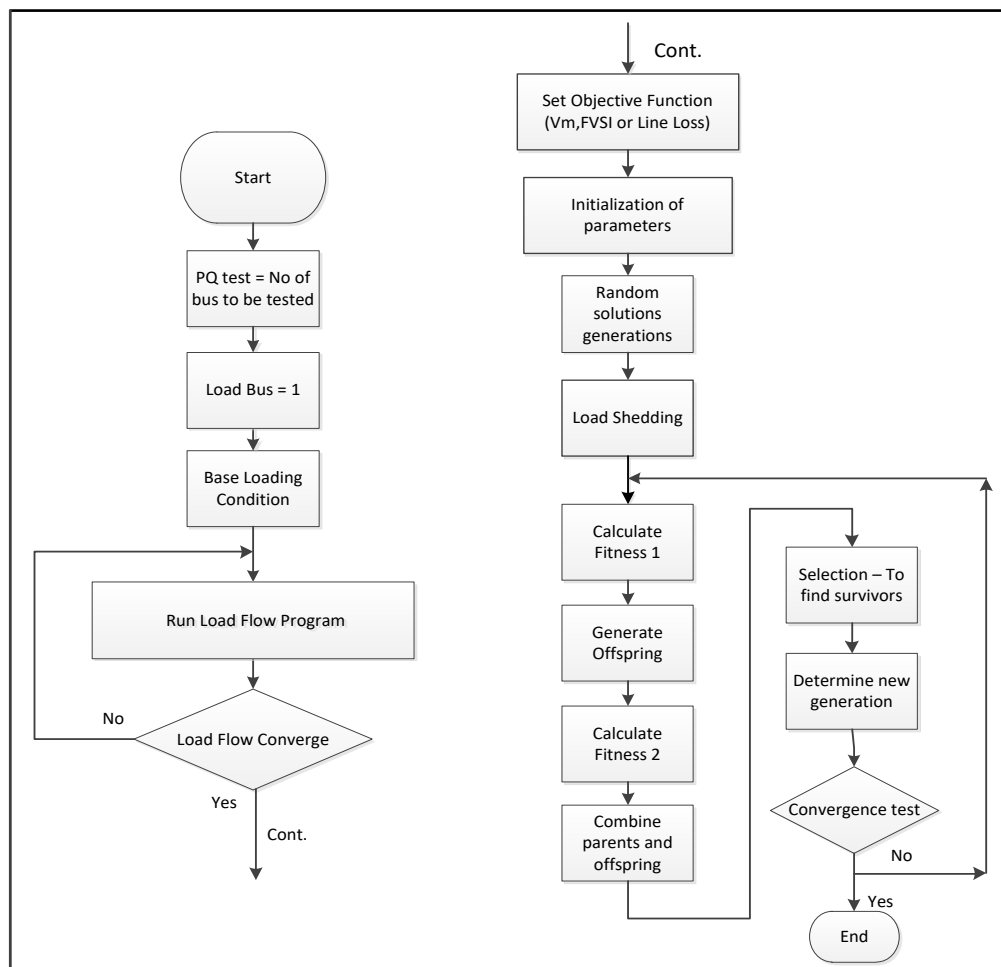 Start
PQ test = No of
bus to be tested
Load Bus = 1
Base Loading
Condition
Run Load Flow Program
No
Load Flow Converge
Yes
Cont.
Cont.
Set Objective Function
(Vm,FVSI or Line Loss)
Initialization of
parameters
Random
solutions
generations
Load Shedding
Calculate
Fitness 1
Generate
Offspring
Calculate
Fitness 2
Combine
parents and
offspring
Selection – To
find survivors
Determine new
generation
Convergence test
No
Yes
End